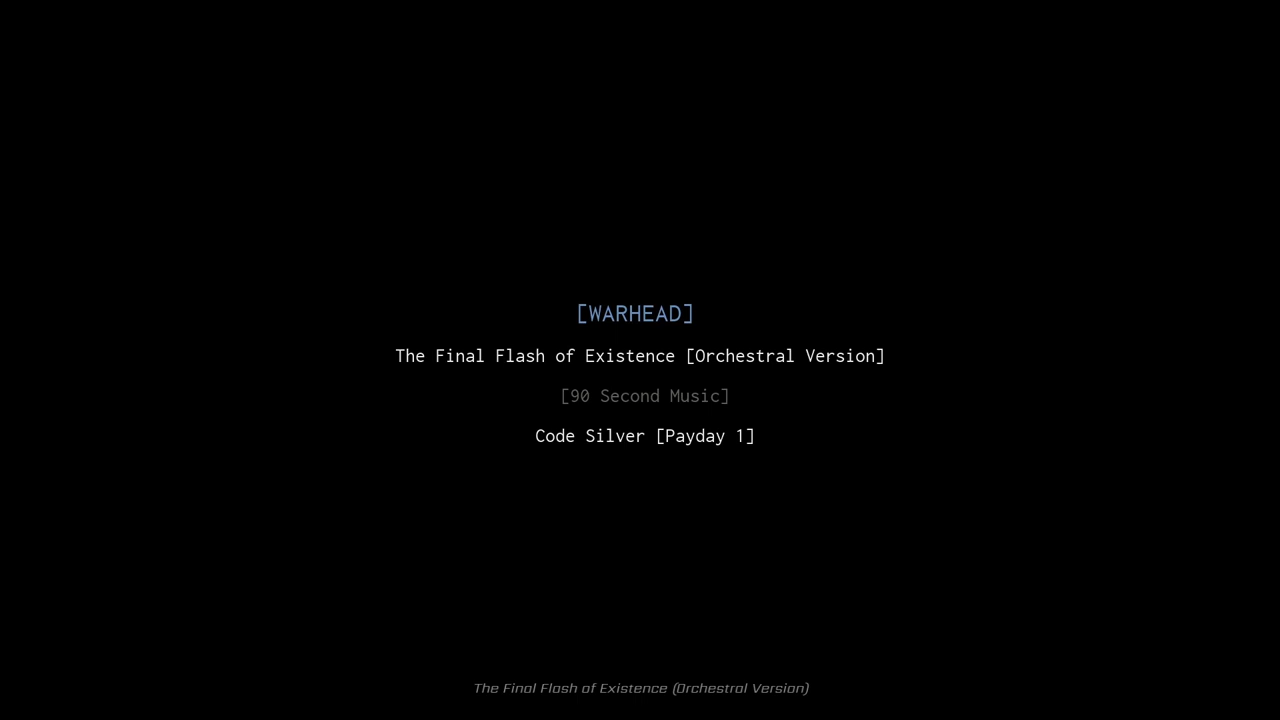 [WARHEAD]
The Final Flash of Existence [Orchestral Version]
[90 Second Music]
Code Silver [Payday 1]
The Final Flash of Existence (Orchestral Version)